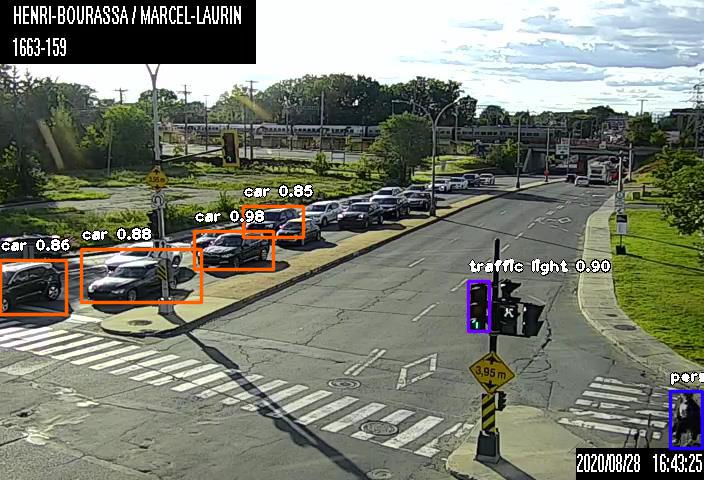 HENRI-BOURASSA / MARCEL-LAURIN
1663-159
car 0.85
car 0.98
car 0.88
car 0.86
traffic light 0.90
3,95 m
pers
2020/08/28 16:43:25